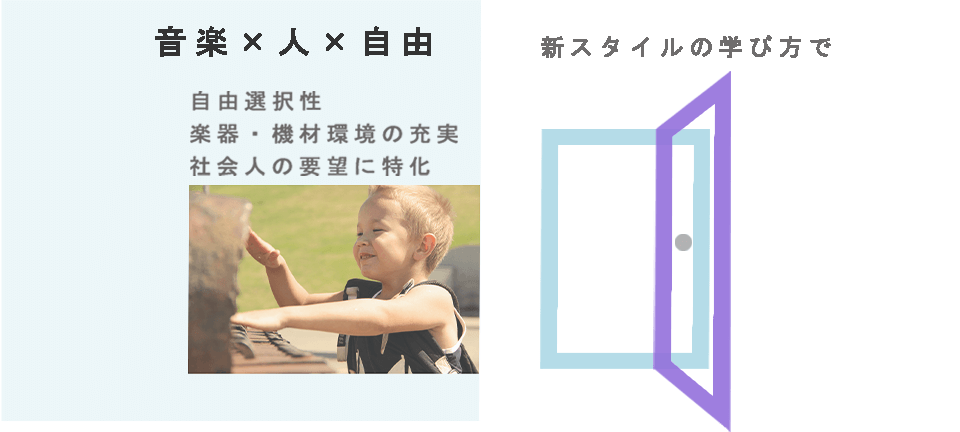 音楽×人×自由
自由選択性
楽器・機材環境の充実
社会人の要望に特化
新スタイルの学び方で